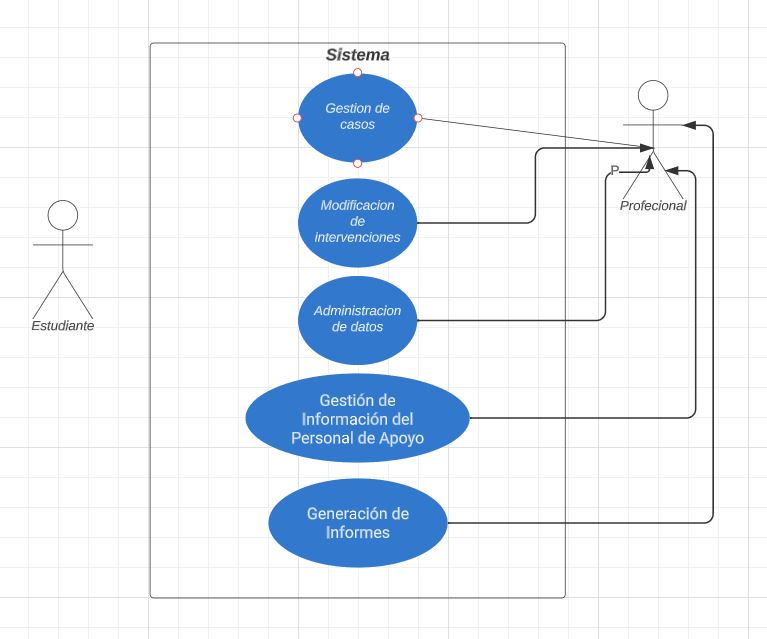 Sistema
Gestion de
casos
Modificacion
de
intervenciones
P
Profecional
Estudiante
Administracion
de datos
Gestión de
Información del
Personal de Apoyo
Generación de
Informes